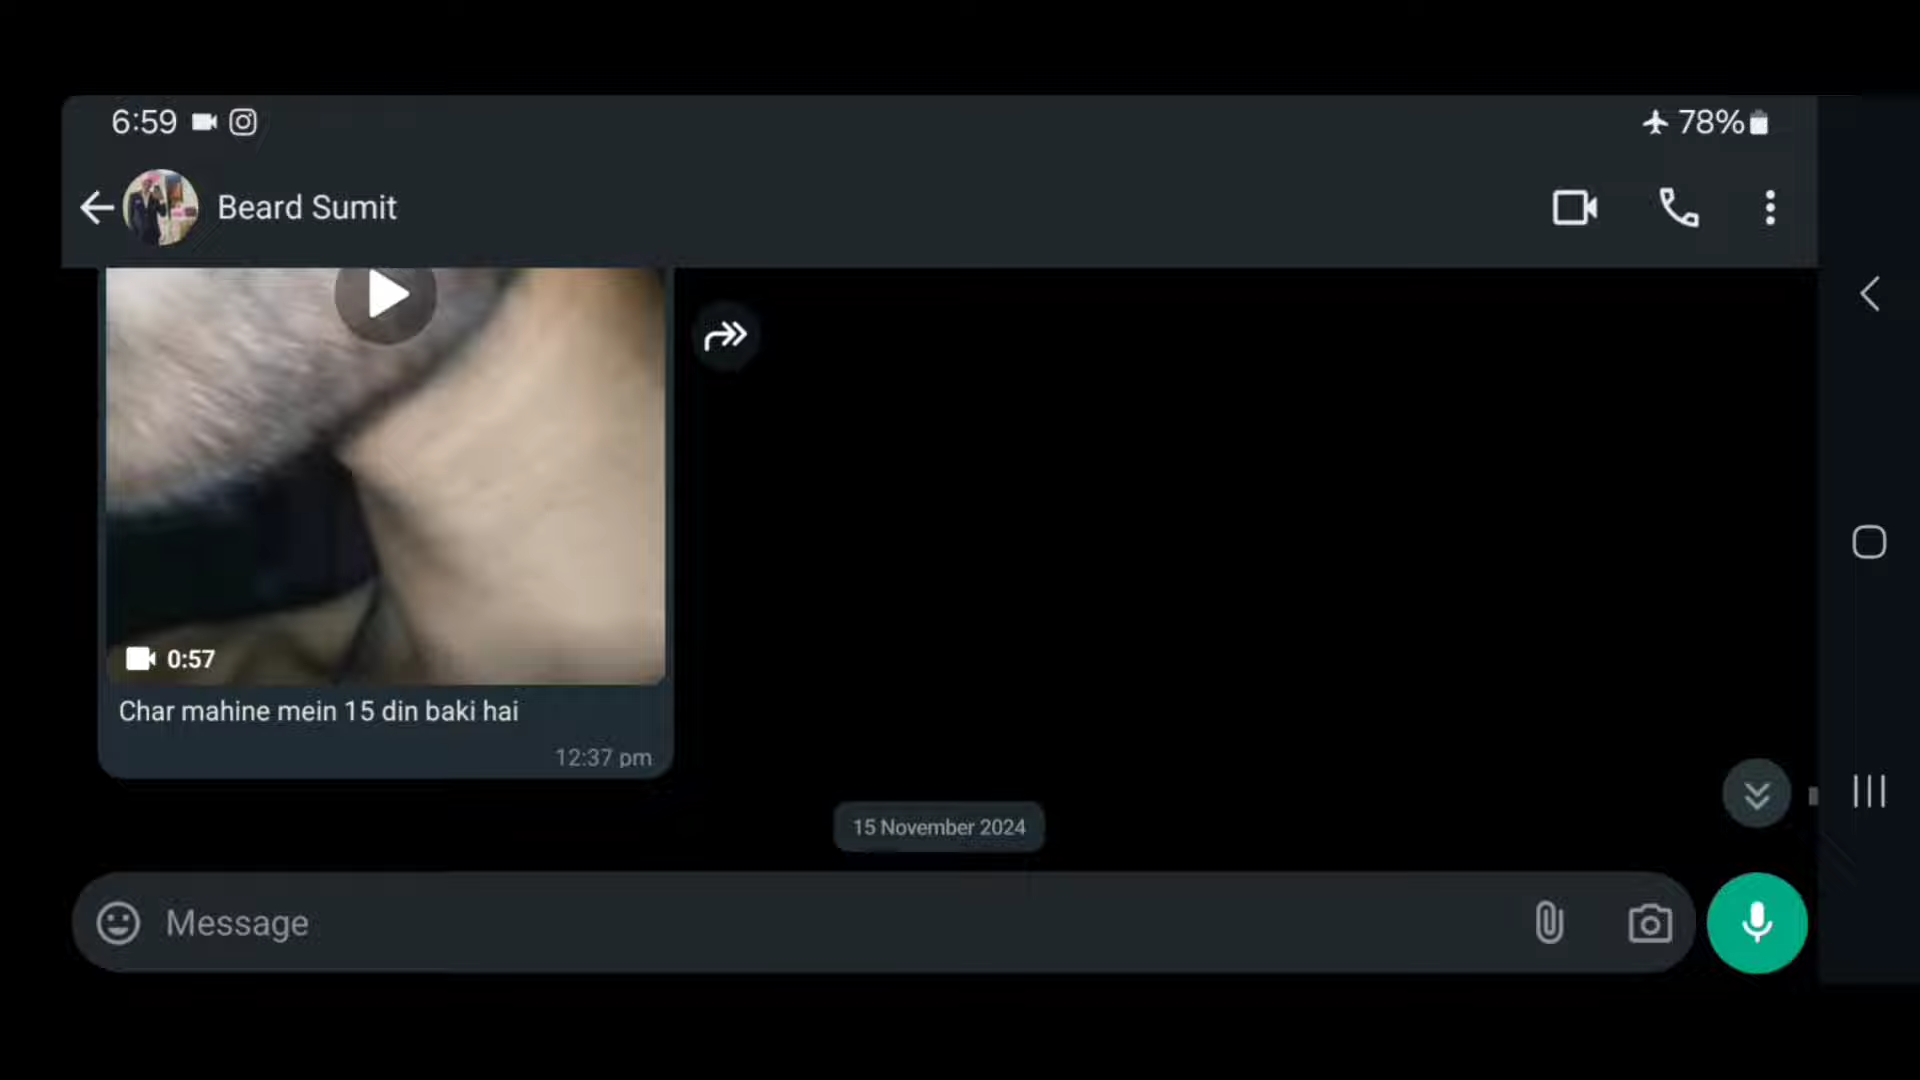 6:59
78%
Beard Sumit
0:57
Char mahine mein 15 din baki hai
12:37 pm
15 November 2024
Message